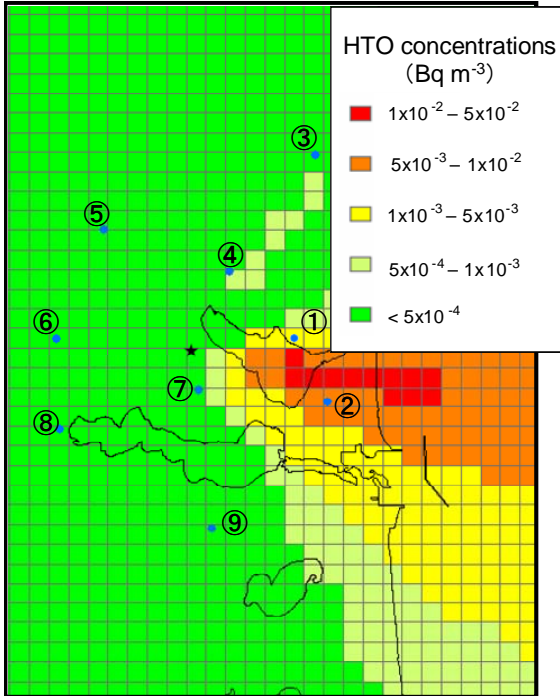 HTO concentrations
(Bq m⁻³)
1x10⁻² – 5x10⁻²
5x10⁻³ – 1x10⁻²
1x10⁻³ – 5x10⁻³
5x10⁻⁴ – 1x10⁻³
< 5x10⁻⁴
③
⑤
④
①
⑥
⑦
②
⑧
⑨